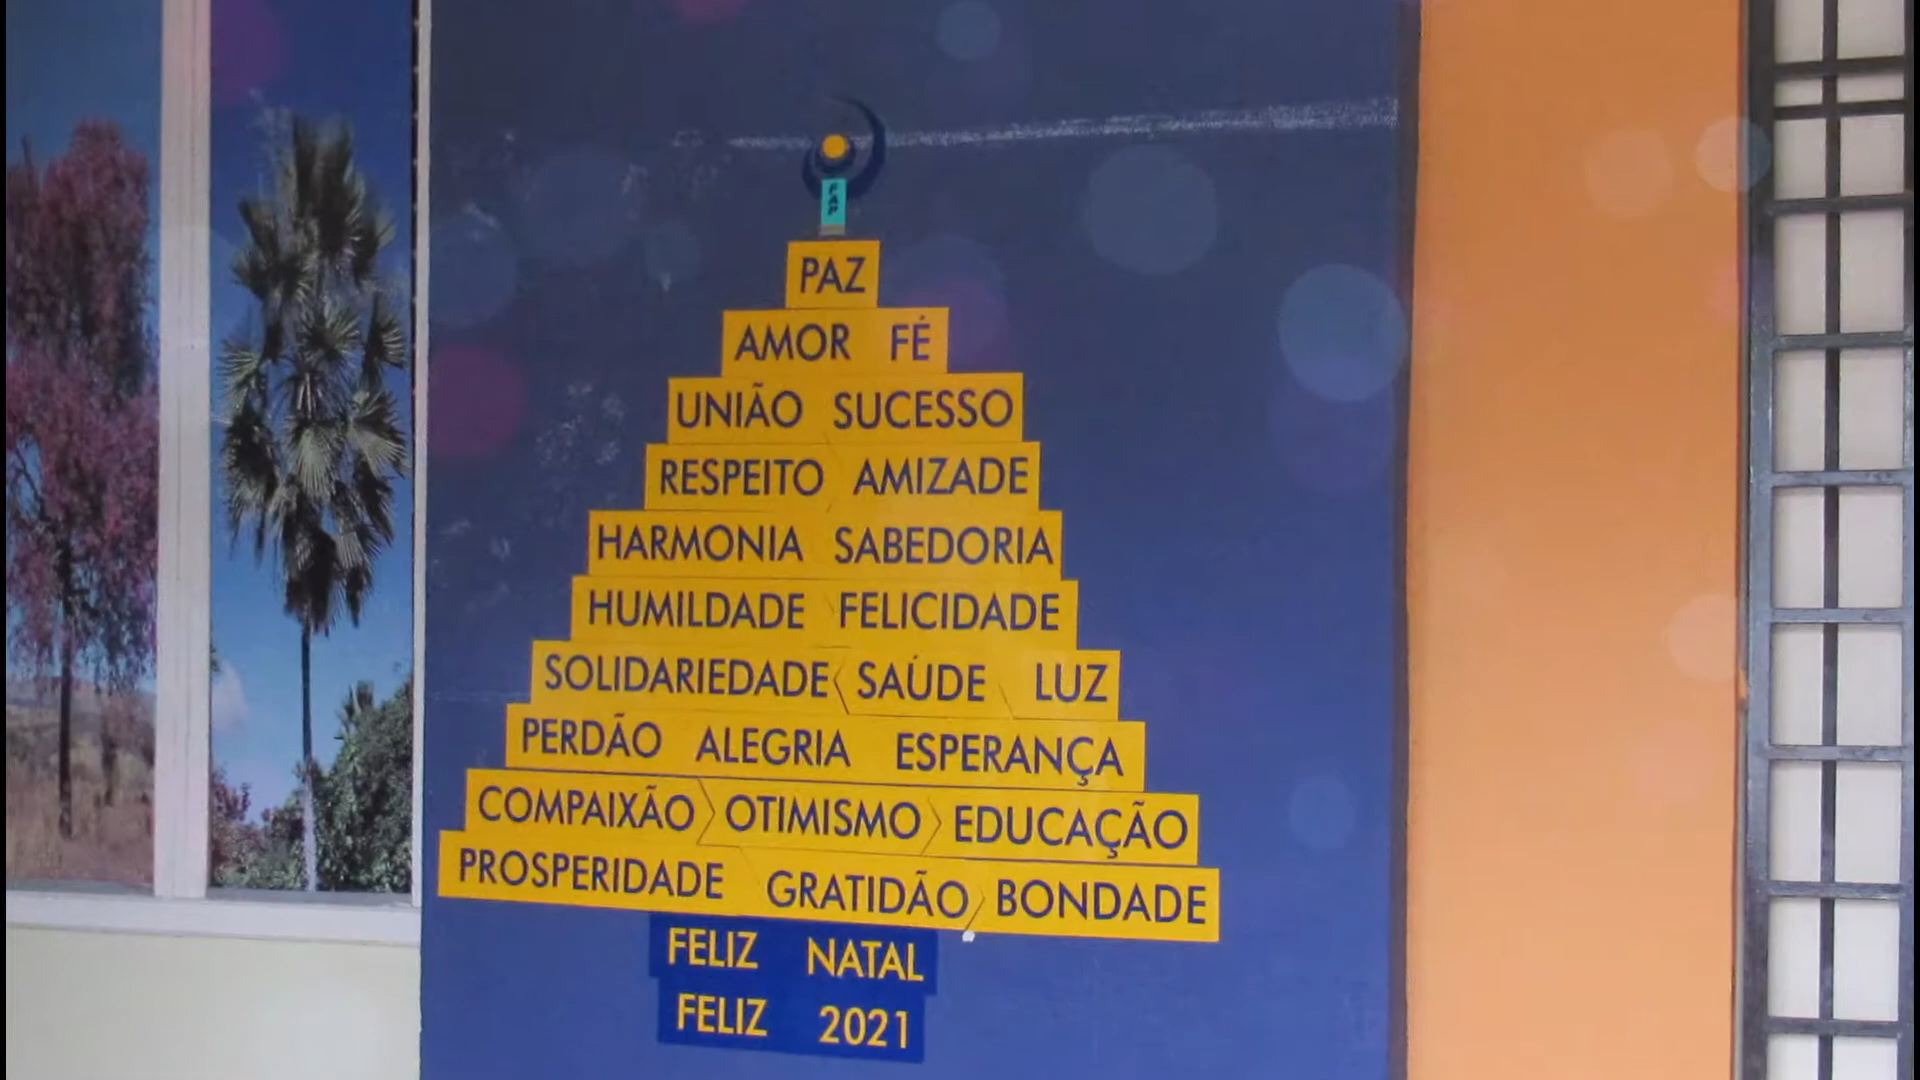 FAP
PAZ
AMOR FÉ
UNIÃO SUCESSO
RESPEITO AMIZADE
HARMONIA SABEDORIA
HUMILDADE FELICIDADE
SOLIDARIEDADE SAÚDE LUZ
PERDÃO ALEGRIA ESPERANÇA
COMPAIXÃO OTIMISMO EDUCAÇÃO
PROSPERIDADE GRATIDÃO BONDADE
FELIZ NATAL
FELIZ 2021